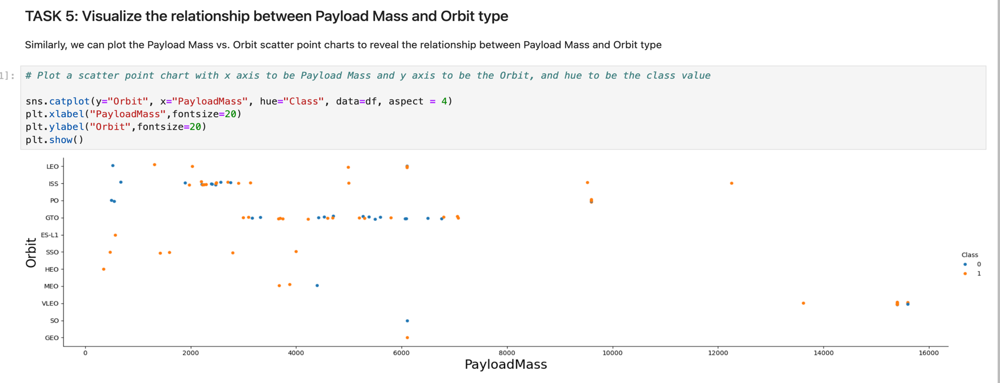 TASK 5: Visualize the relationship between Payload Mass and Orbit type
Similarly, we can plot the Payload Mass vs. Orbit scatter point charts to reveal the relationship between Payload Mass and Orbit type
1]:
# Plot a scatter point chart with x axis to be Payload Mass and y axis to be the Orbit, and hue to be the class value
sns.catplot(y="Orbit", x="PayloadMass", hue="Class", data=df, aspect = 4)
plt.xlabel("PayloadMass",fontsize=20)
plt.ylabel("Orbit",fontsize=20)
plt.show()
LEO
ISS
PO
GTO
ES-L1
SSO
HEO
MEO
VLEO
SO
GEO
Orbit
Class
0
1
0 2000 4000 6000 8000 10000 12000 14000 16000
PayloadMass